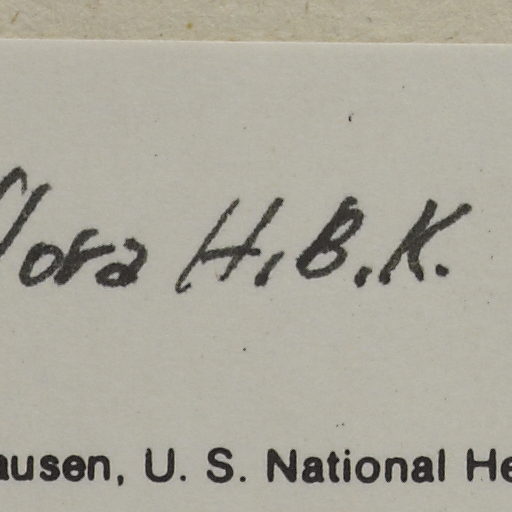 flora H.B.K.
ausen, U. S. National He